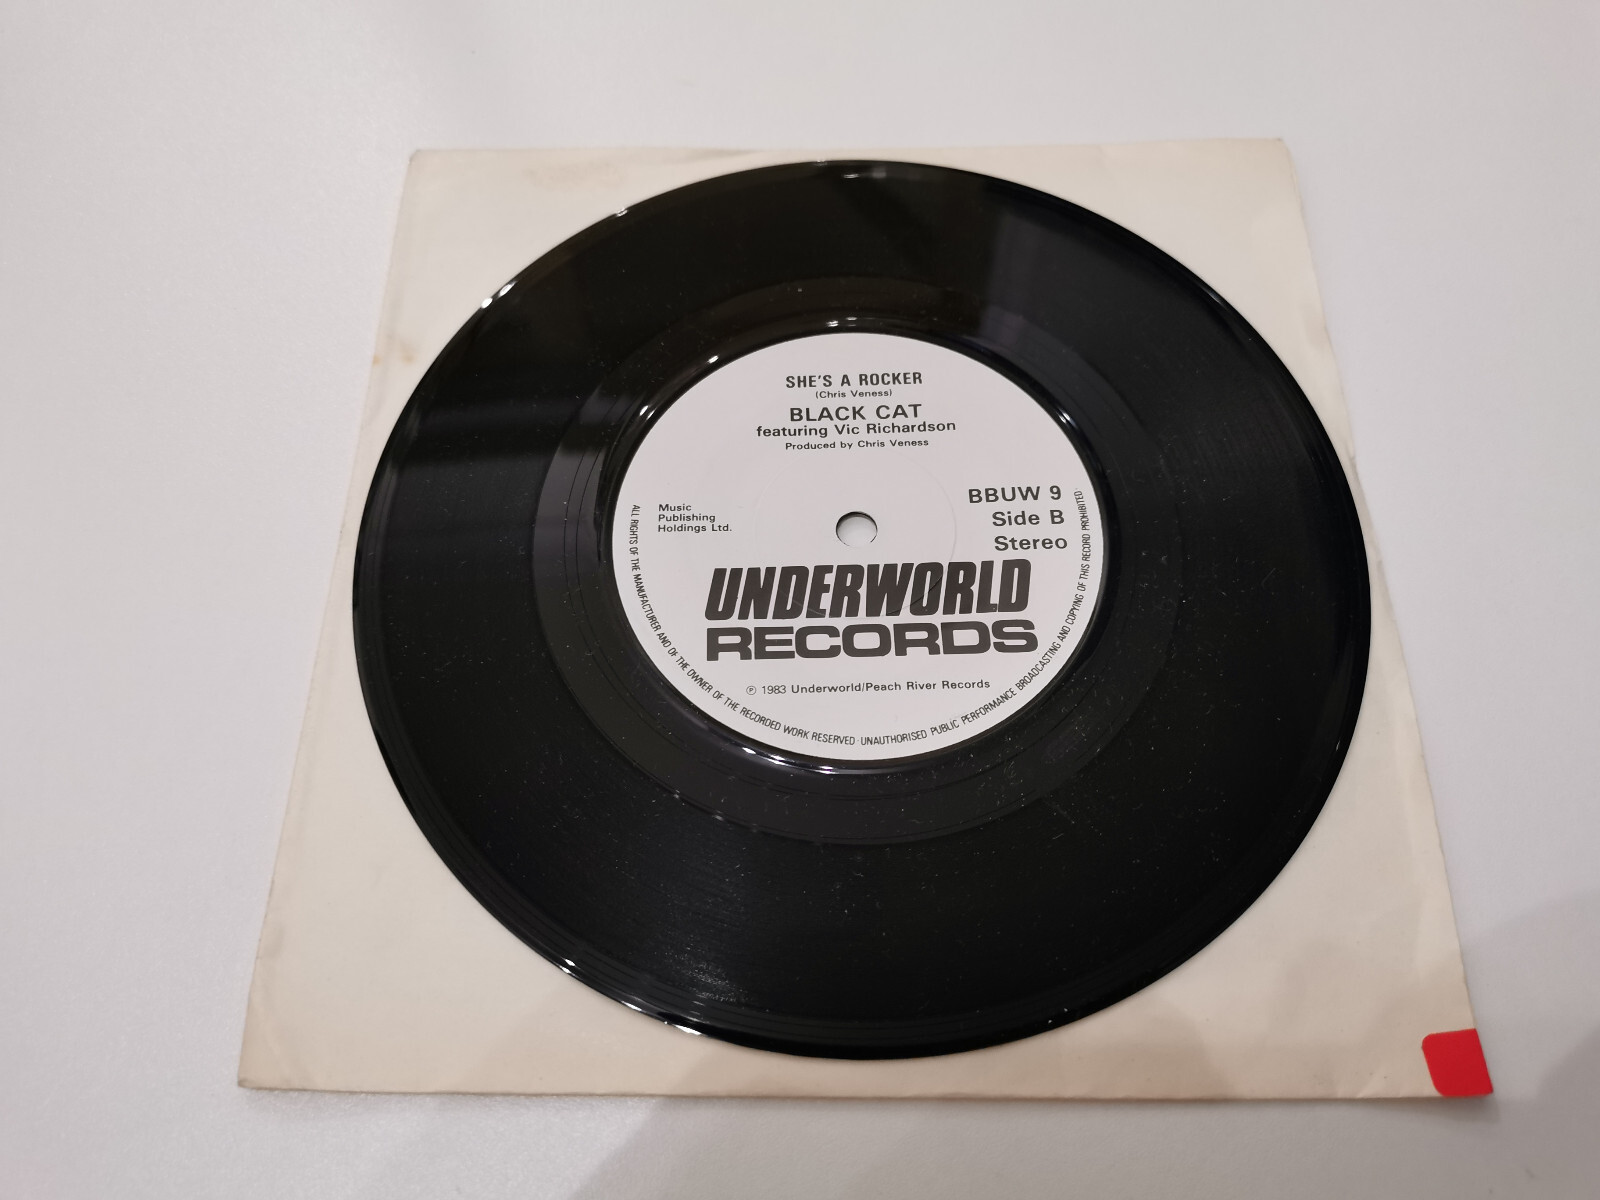 SHE'S A ROCKER
(Chris Veness)
BLACK CAT
featuring Vic Richardson
Produced by Chris Veness
Music
Publishing
Holdings Ltd.
BBUW 9
Side B
Stereo
UNDERWORLD
RECORDS
℗ 1983 Underworld/Peach River Records
ALL RIGHTS OF THE MANUFACTURER AND OF THE OWNER OF THE RECORDED WORK RESERVED · UNAUTHORISED PUBLIC PERFORMANCE BROADCASTING AND COPYING OF THIS RECORD PROHIBITED